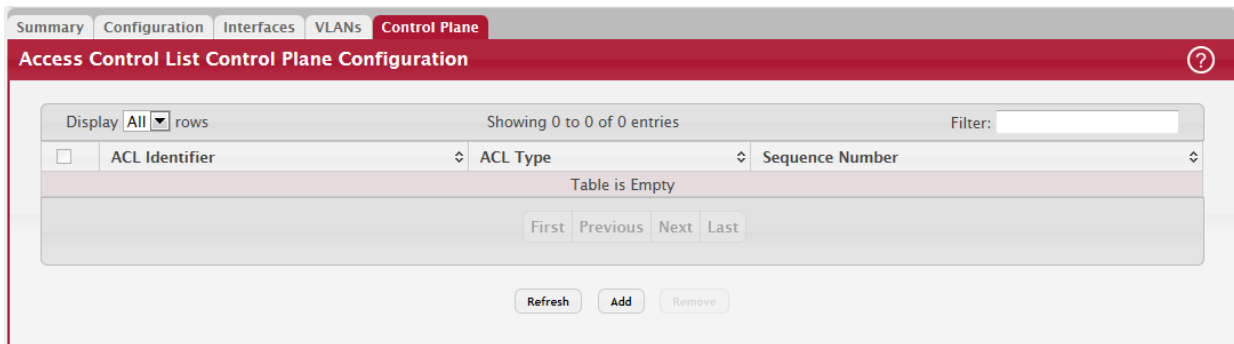 Summary Configuration Interfaces VLANs Control Plane
Access Control List Control Plane Configuration ?
Display All rows Showing 0 to 0 of 0 entries Filter:
ACL Identifier ACL Type Sequence Number
Table is Empty
First Previous Next Last
Refresh Add Remove